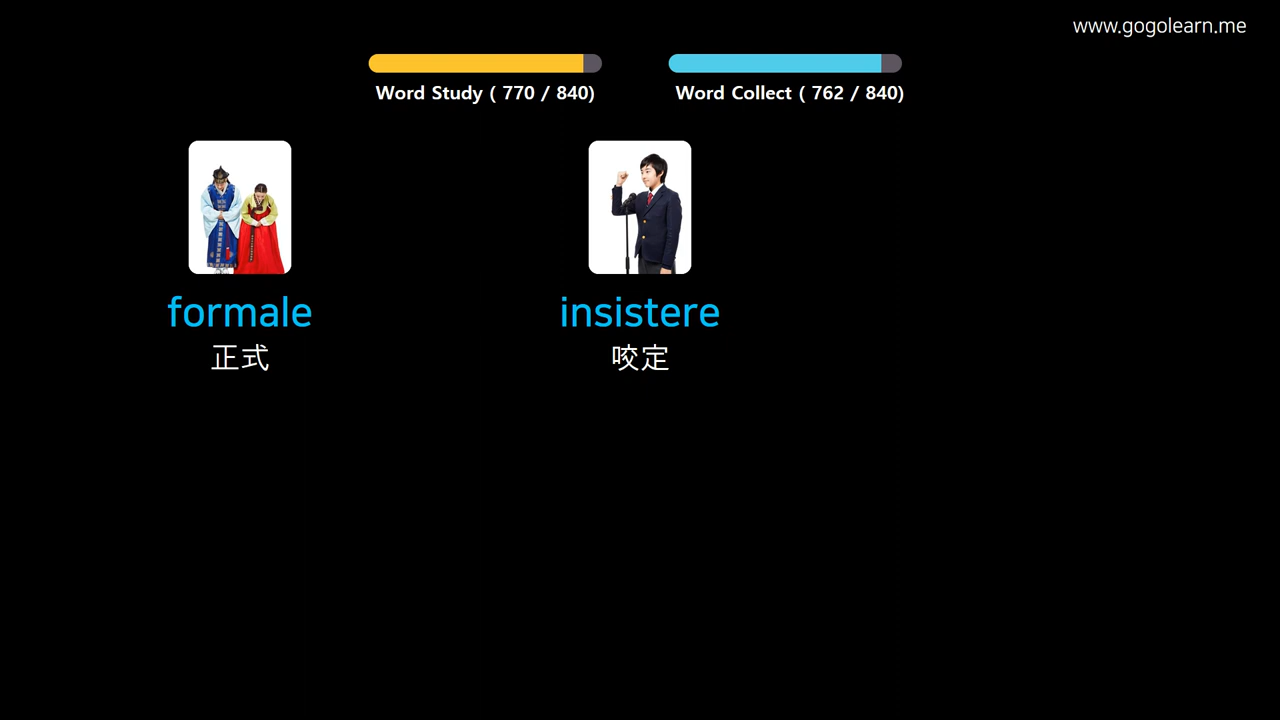 www.gogolearn.me
Word Study ( 770 / 840)
Word Collect ( 762 / 840)
formale
正式
insistere
咬定